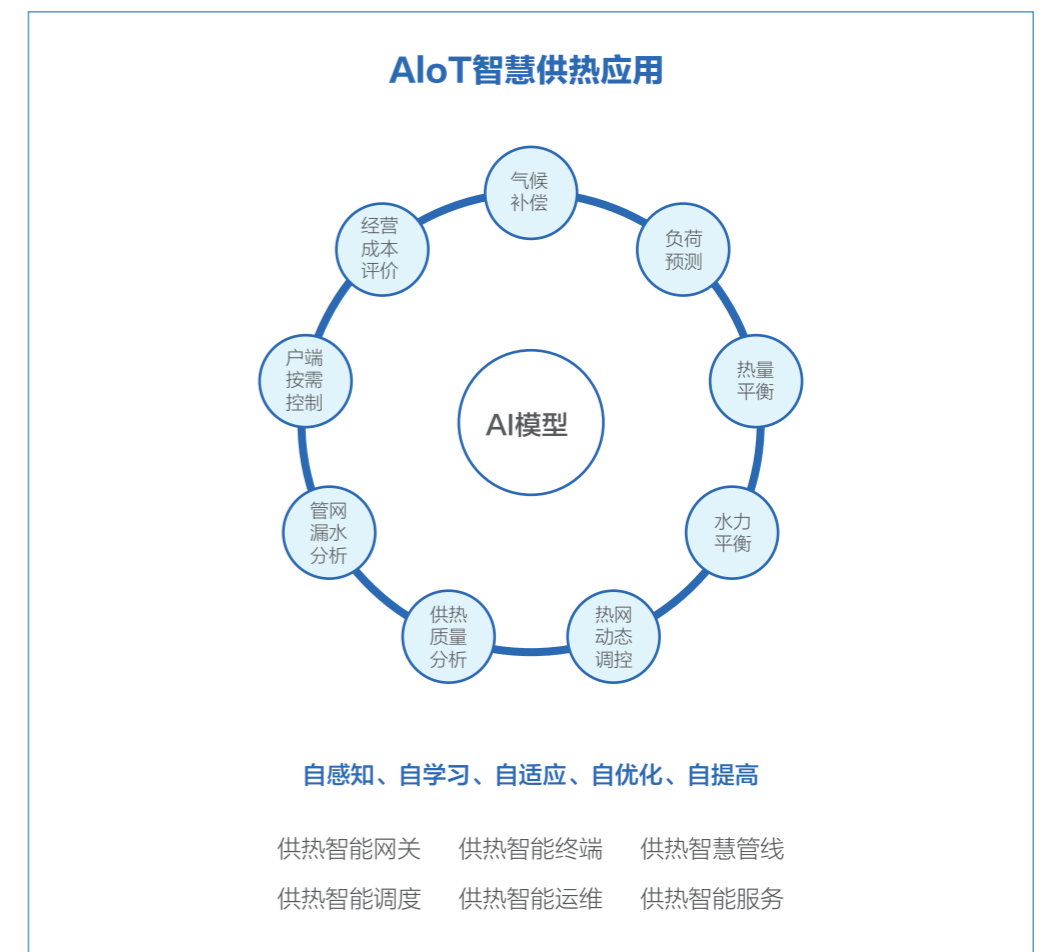 AIoT智慧供热应用
气候
补偿
负荷
预测
热量
平衡
水力
平衡
热网
动态
调控
供热
质量
分析
管网
漏水
分析
户端
按需
控制
经营
成本
评价
AI模型
自感知、自学习、自适应、自优化、自提高
供热智能网关 供热智能终端 供热智慧管线
供热智能调度 供热智能运维 供热智能服务